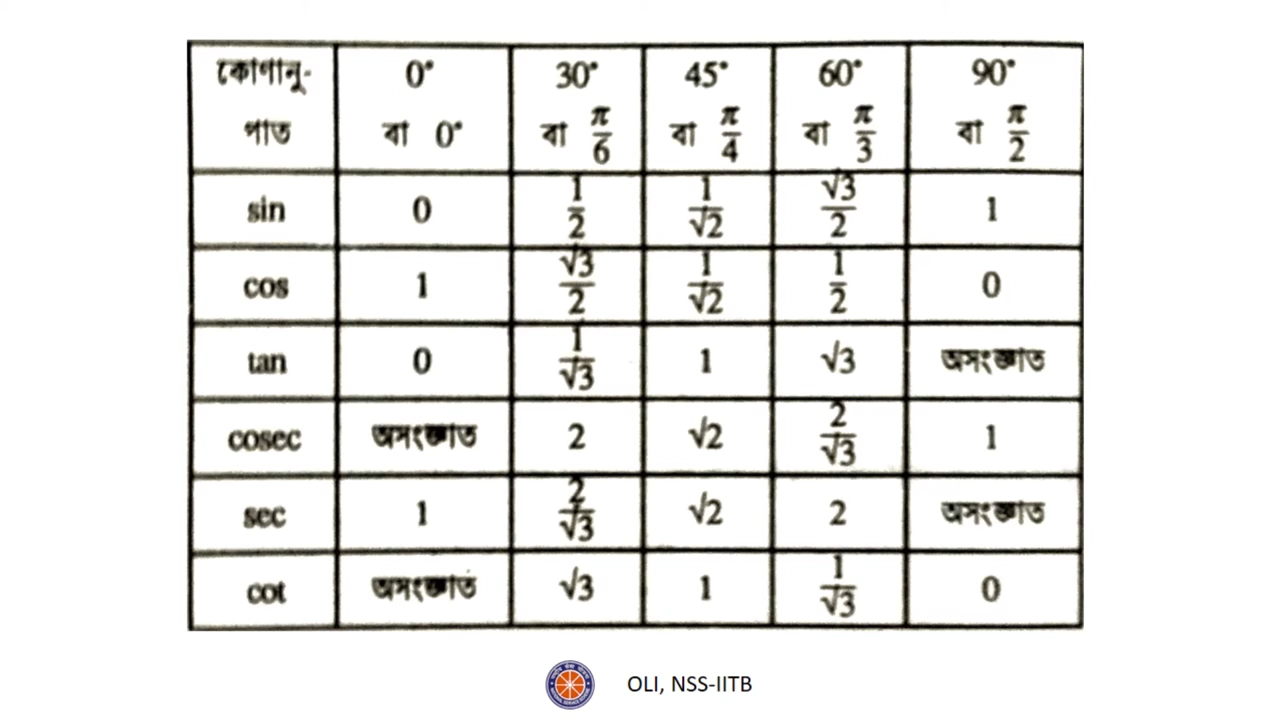 কোণানু- 0° 30° 45° 60° 90°
পাত বা 0° বা π/6 বা π/4 বা π/3 বা π/2
sin 0 1/2 1/√2 √3/2 1
cos 1 √3/2 1/√2 1/2 0
tan 0 1/√3 1 √3 অসংজ্ঞাত
cosec অসংজ্ঞাত 2 √2 2/√3 1
sec 1 2/√3 √2 2 অসংজ্ঞাত
cot অসংজ্ঞাত √3 1 1/√3 0
OLI, NSS-IITB